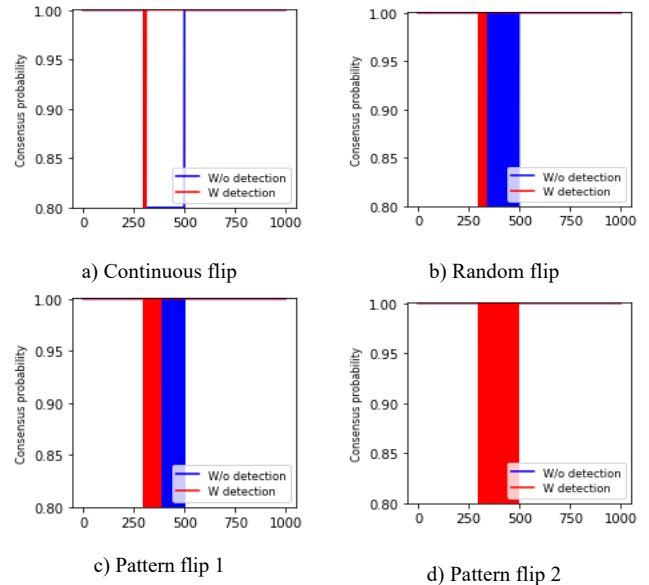 1.00
0.95
0.90
0.85
0.80
Consensus probability
W/o detection
W detection
0 250 500 750 1000
a) Continuous flip
1.00
0.95
0.90
0.85
0.80
Consensus probability
W/o detection
W detection
0 250 500 750 1000
b) Random flip
1.00
0.95
0.90
0.85
0.80
Consensus probability
W/o detection
W detection
0 250 500 750 1000
c) Pattern flip 1
1.00
0.95
0.90
0.85
0.80
Consensus probability
W/o detection
W detection
0 250 500 750 1000
d) Pattern flip 2